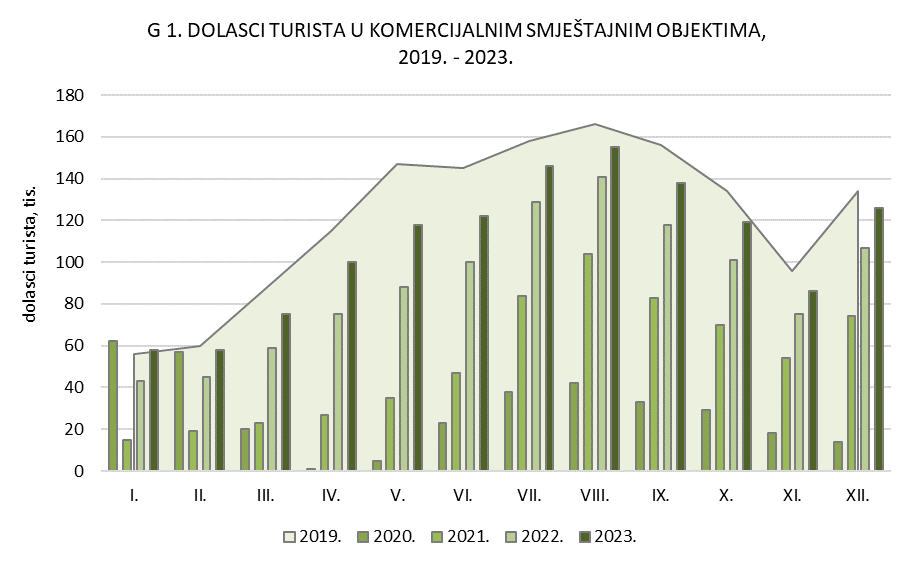 G 1. DOLASCI TURISTA U KOMERCIJALNIM SMJEŠTAJNIM OBJEKTIMA,
2019. - 2023.
dolasci turista, tis.
180
160
140
120
100
80
60
40
20
0
I. II. III. IV. V. VI. VII. VIII. IX. X. XI. XII.
2019. 2020. 2021. 2022. 2023.